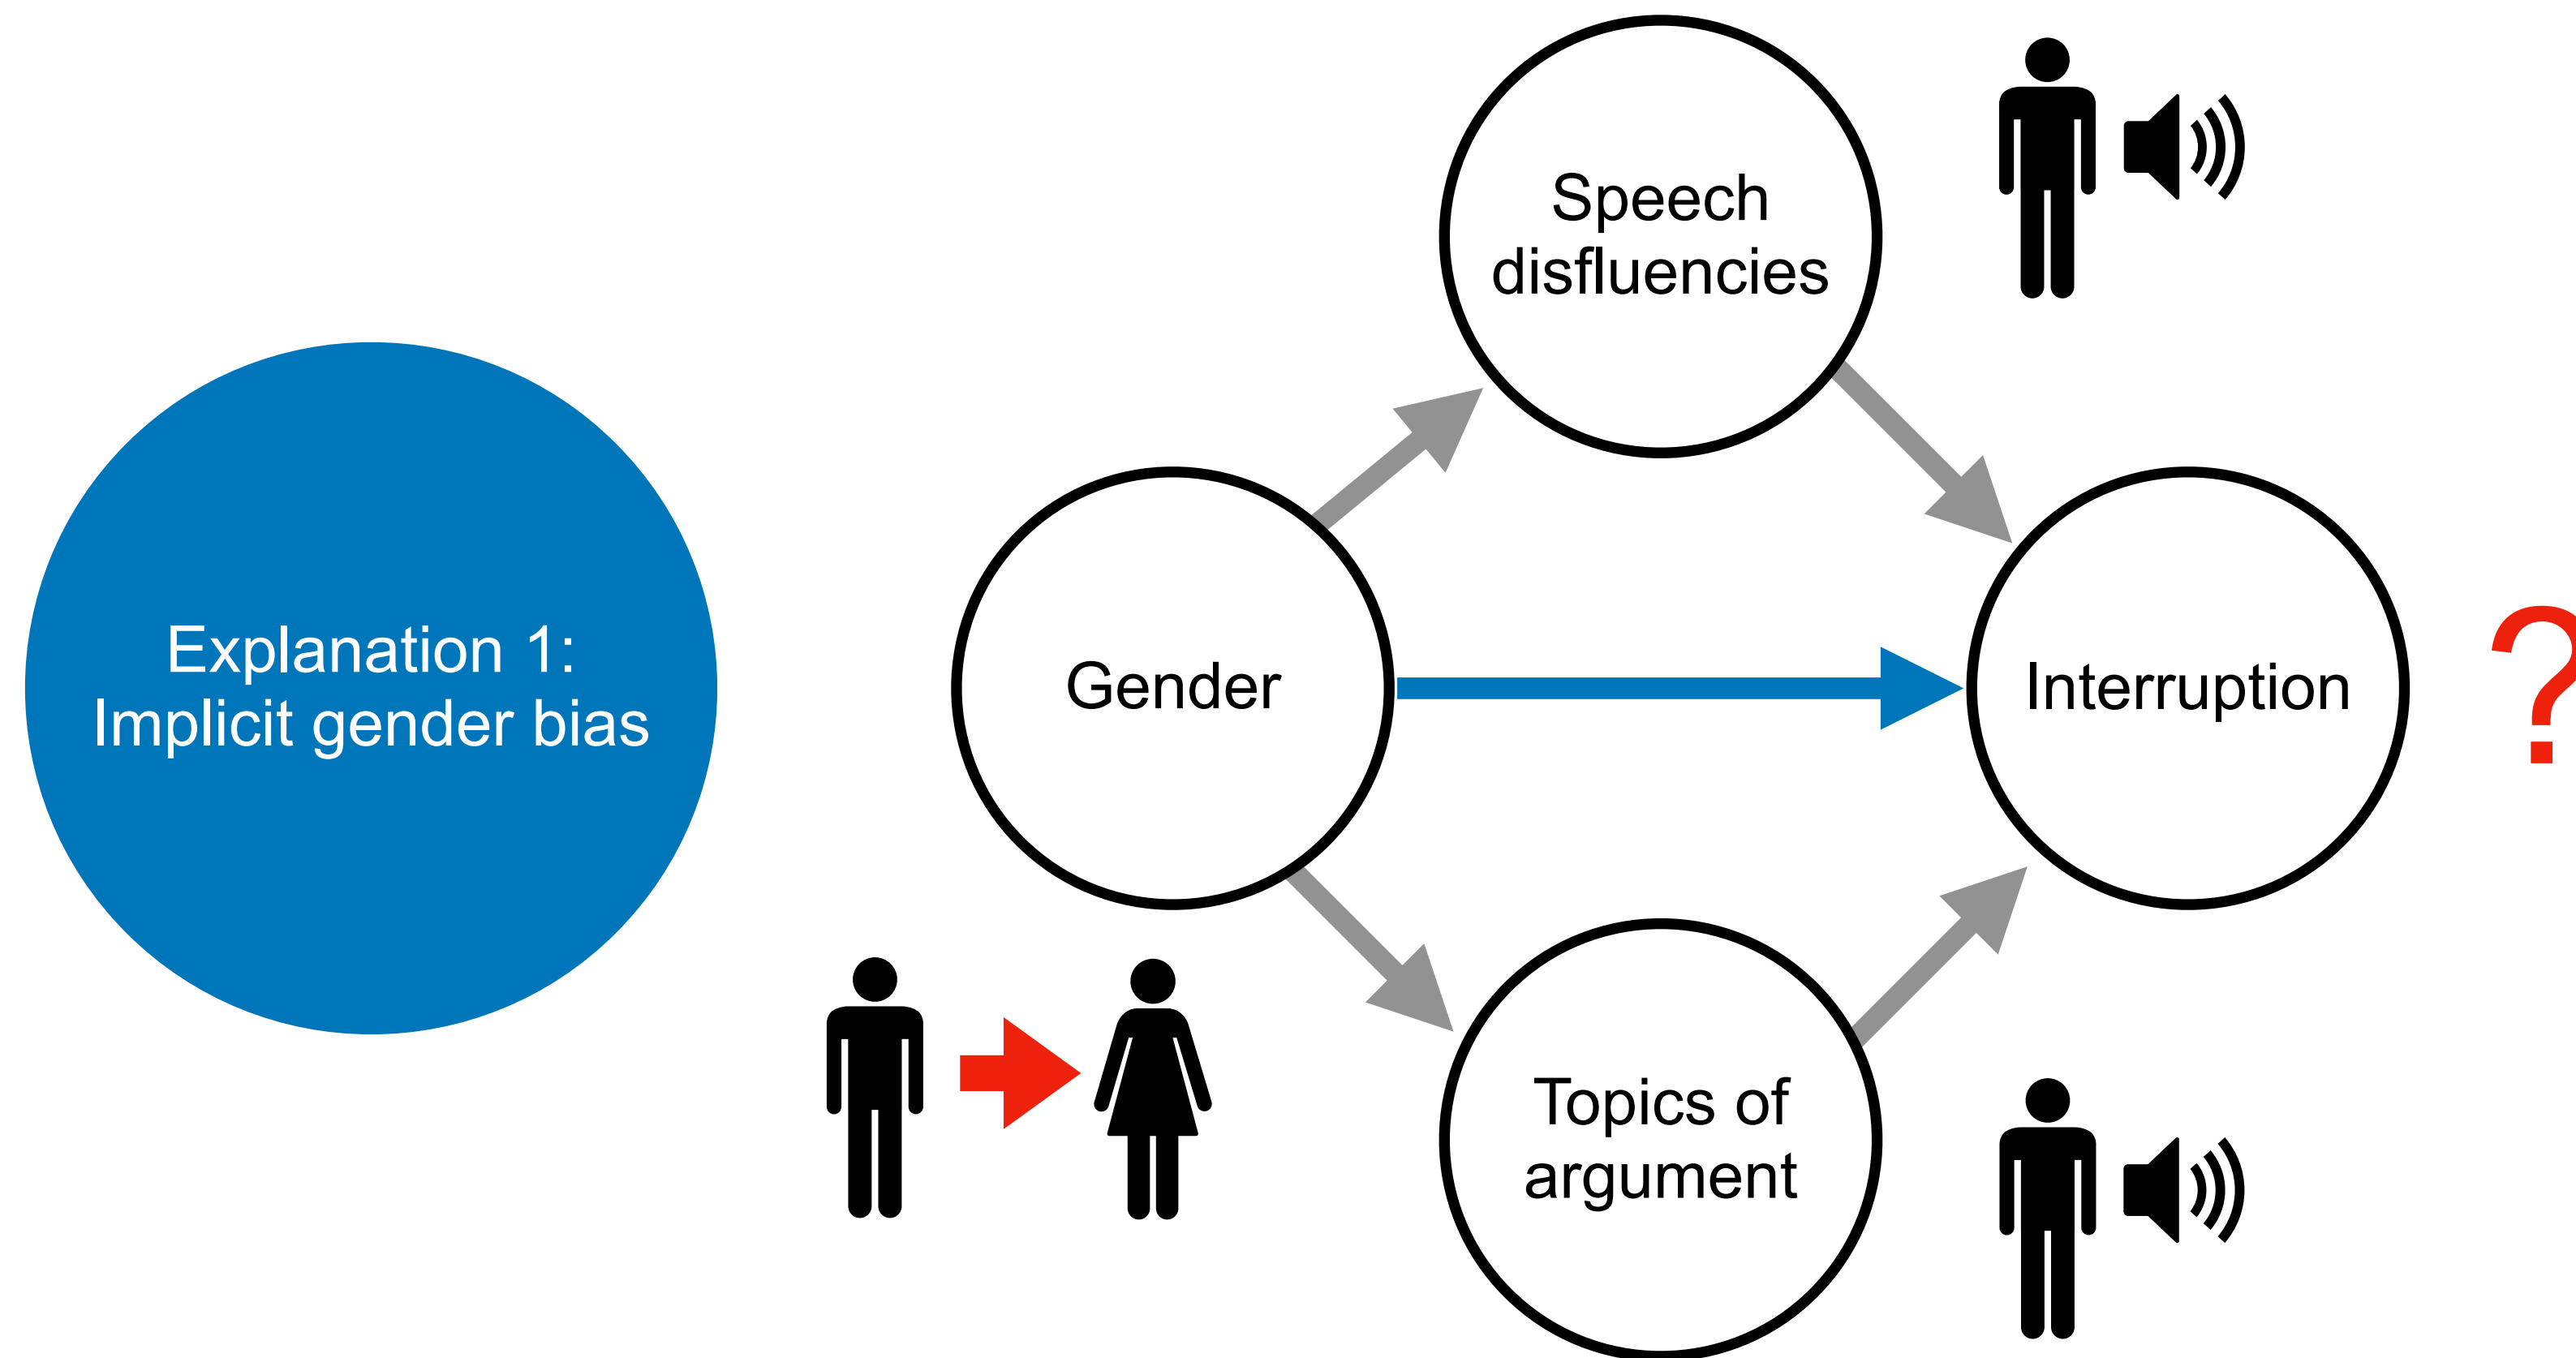 Explanation 1:
Implicit gender bias
Speech
disfluencies
Gender
Interruption
?
Topics of
argument